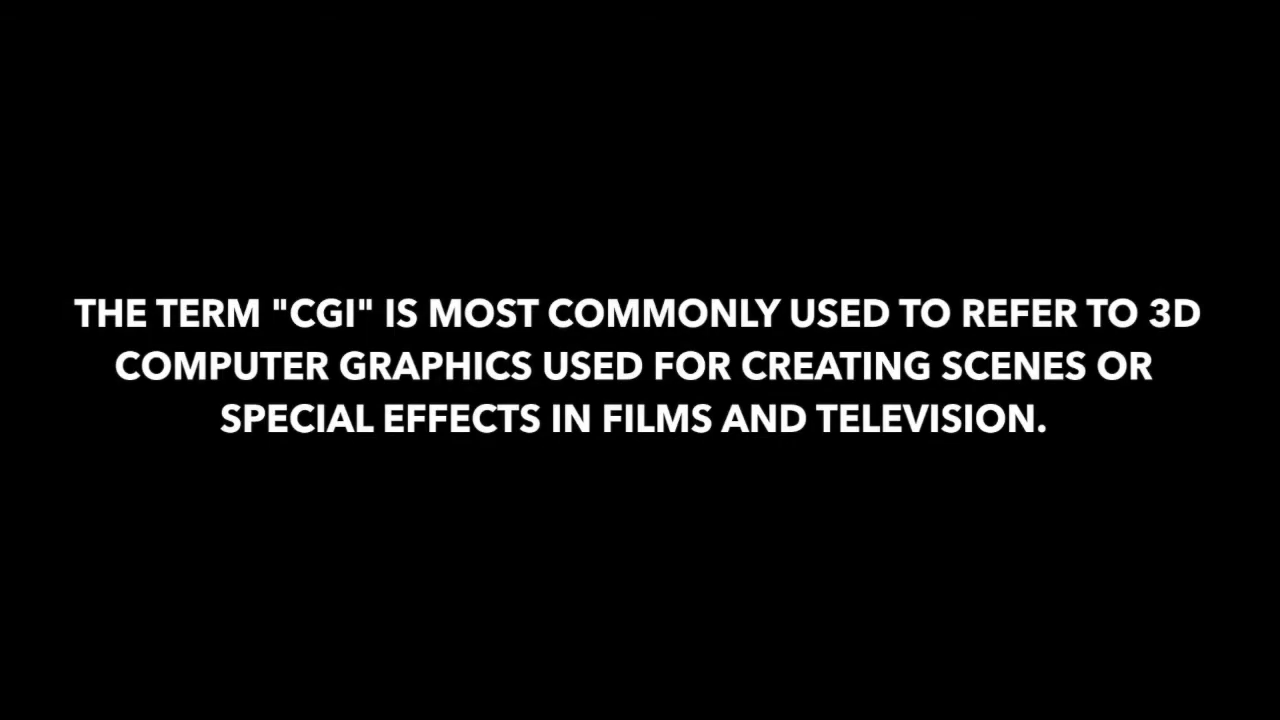 THE TERM "CGI" IS MOST COMMONLY USED TO REFER TO 3D
COMPUTER GRAPHICS USED FOR CREATING SCENES OR
SPECIAL EFFECTS IN FILMS AND TELEVISION.